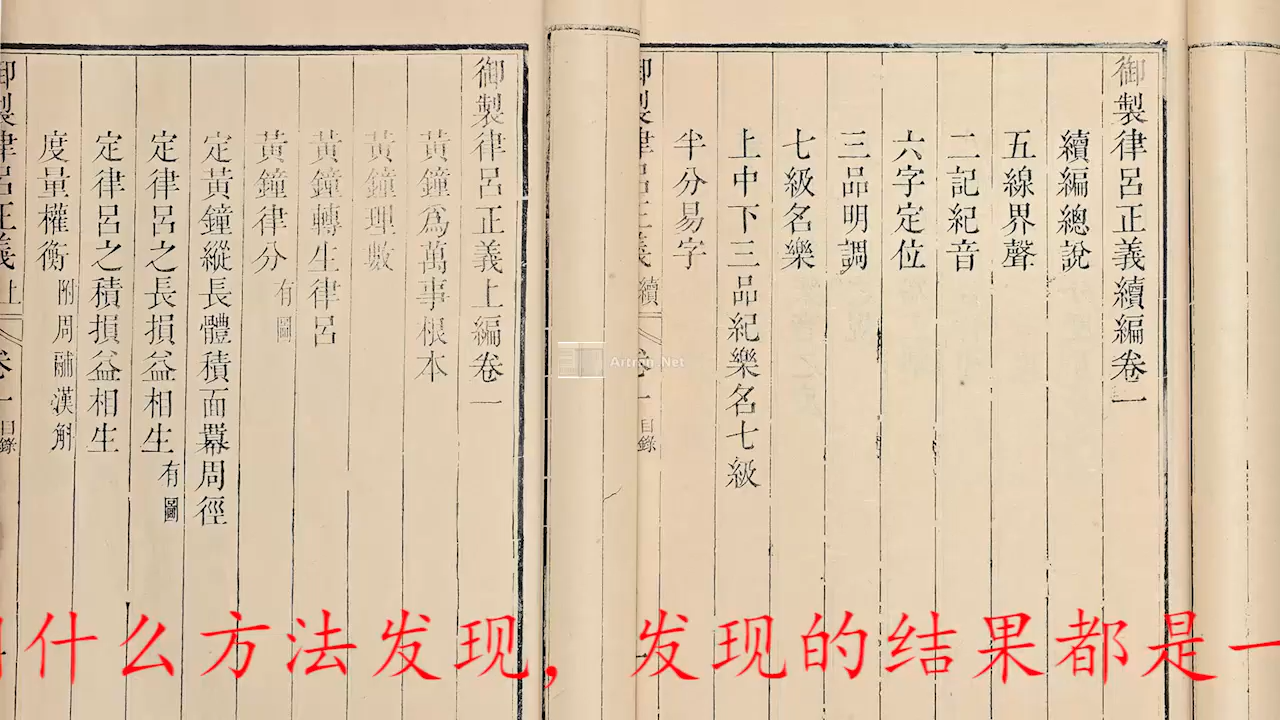 御製律呂正義續編卷一
續編總說
五線界聲
二記紀音
六字定位
三品明調
七級名樂
上中下三品紀樂名七級
半分易字
御製律呂正義 續 卷一 目錄
御製律呂正義上編卷一
黃鐘爲萬事根本
黃鐘理數
黃鐘轉生律呂
黃鐘律分 有圖
定黃鐘縱長體積面羃周徑
定律呂之長損益相生 有圖
定律呂之積損益相生
度量權衡 附周鬴漢斛
御製律呂正義 上 卷一 目錄
Artron.Net
什么方法发现，发现的结果都是一